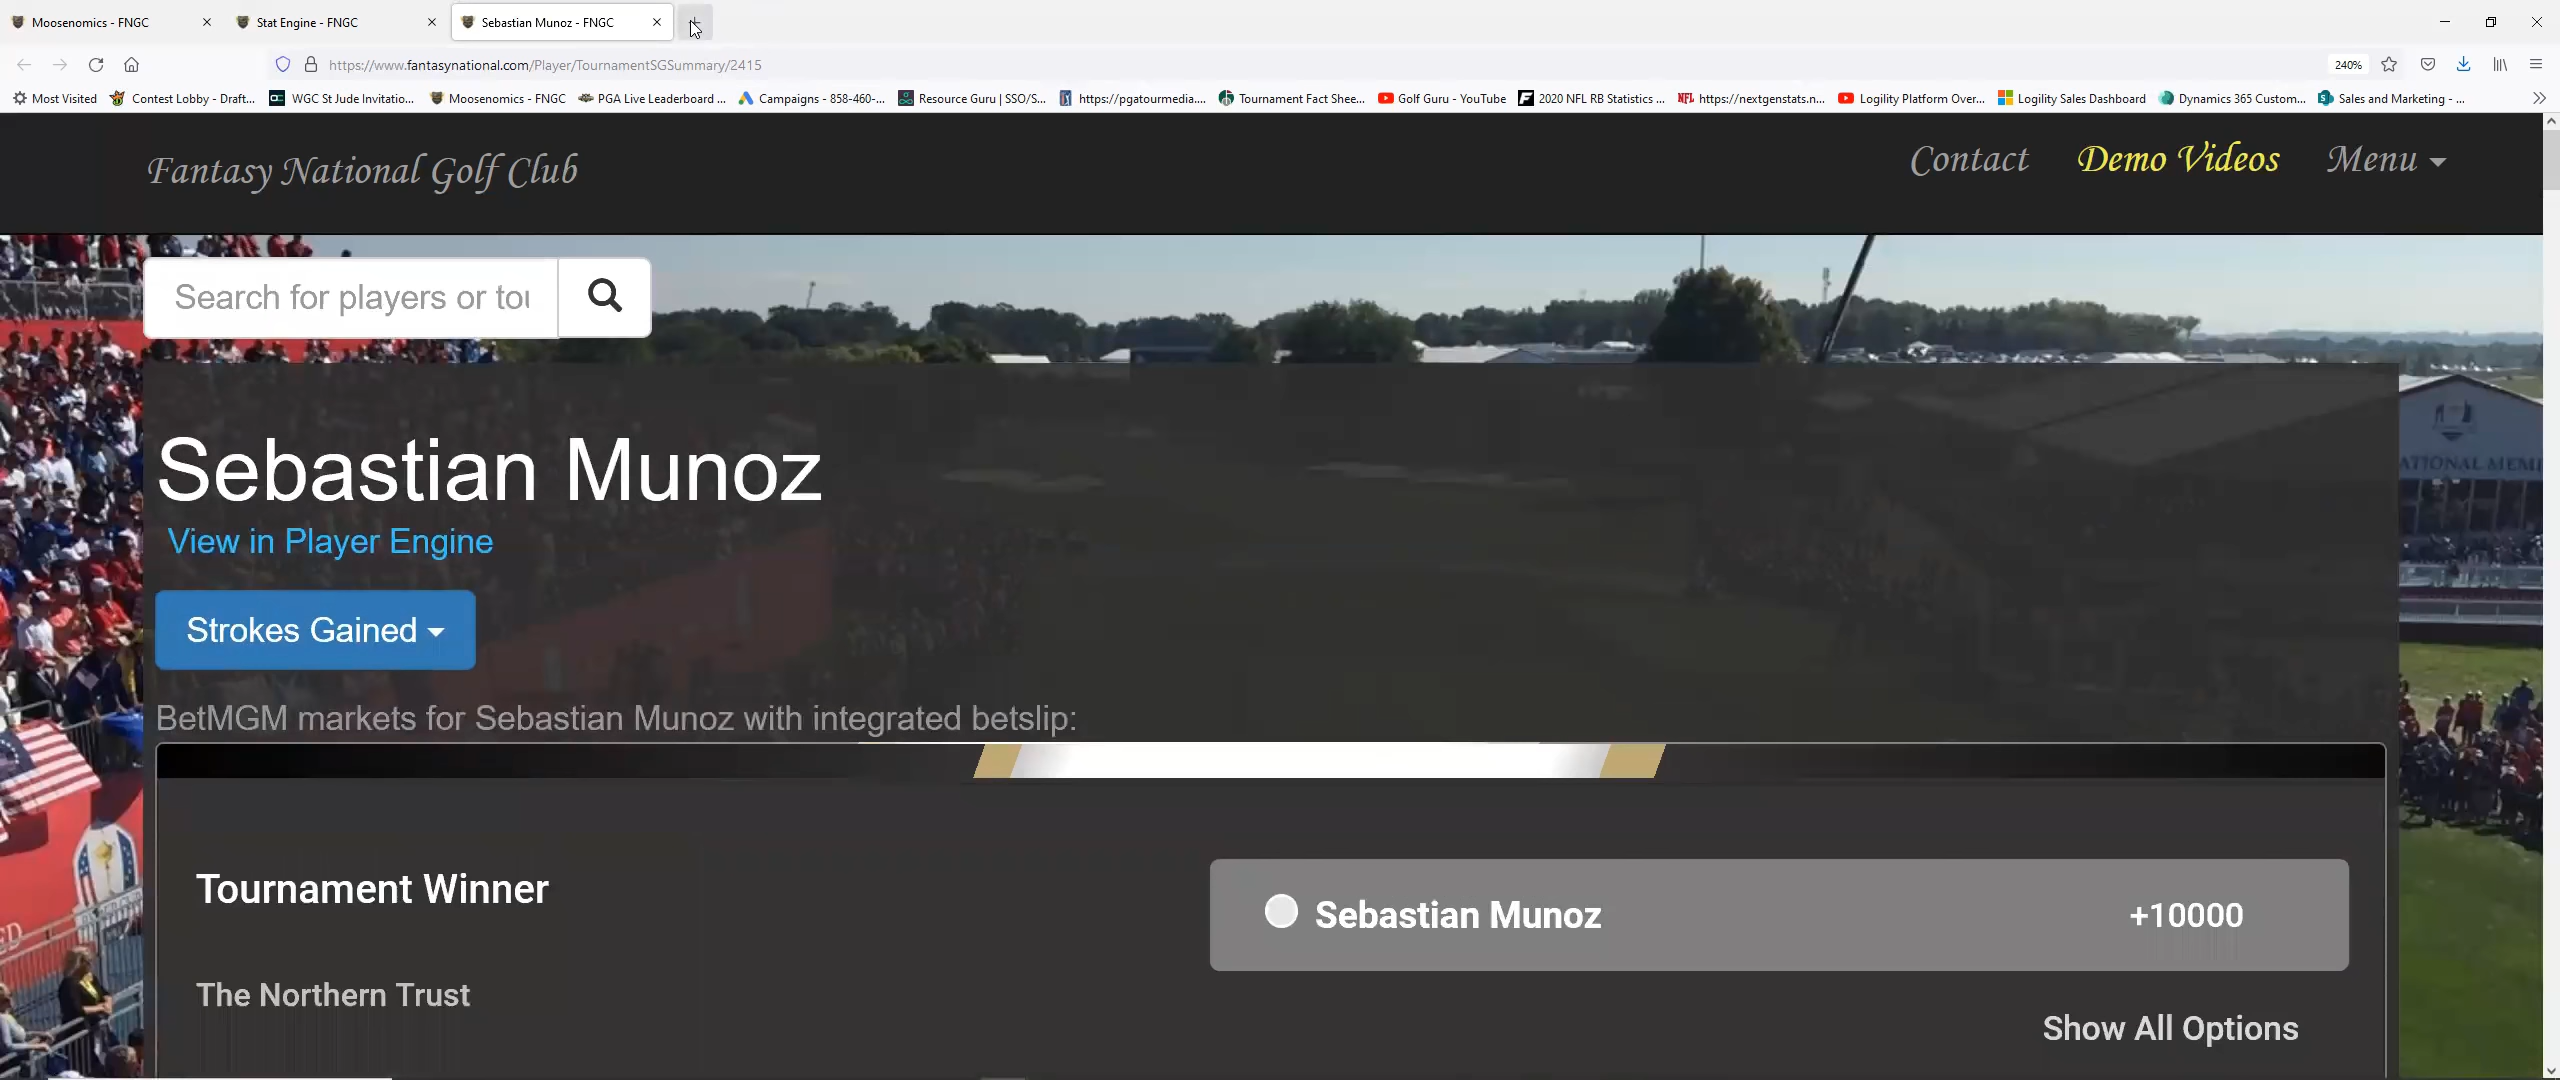 Moosenomics - FNGC
Stat Engine - FNGC
Sebastian Munoz - FNGC
https://www.fantasynational.com/Player/TournamentSGSummary/2415
240%
Most Visited
Contest Lobby - Draft...
WGC St Jude Invitatio...
Moosenomics - FNGC
PGA Live Leaderboard ...
Campaigns - 858-460-...
Resource Guru | SSO/S...
https://pgatourmedia....
Tournament Fact Shee...
Golf Guru - YouTube
2020 NFL RB Statistics ...
https://nextgenstats.n...
Logility Platform Over...
Logility Sales Dashboard
Dynamics 365 Custom...
Sales and Marketing - ...
Fantasy National Golf Club
Contact
Demo Videos
Menu
Search for players or tou
Sebastian Munoz
View in Player Engine
Strokes Gained
BetMGM markets for Sebastian Munoz with integrated betslip:
Tournament Winner
Sebastian Munoz
+10000
The Northern Trust
Show All Options